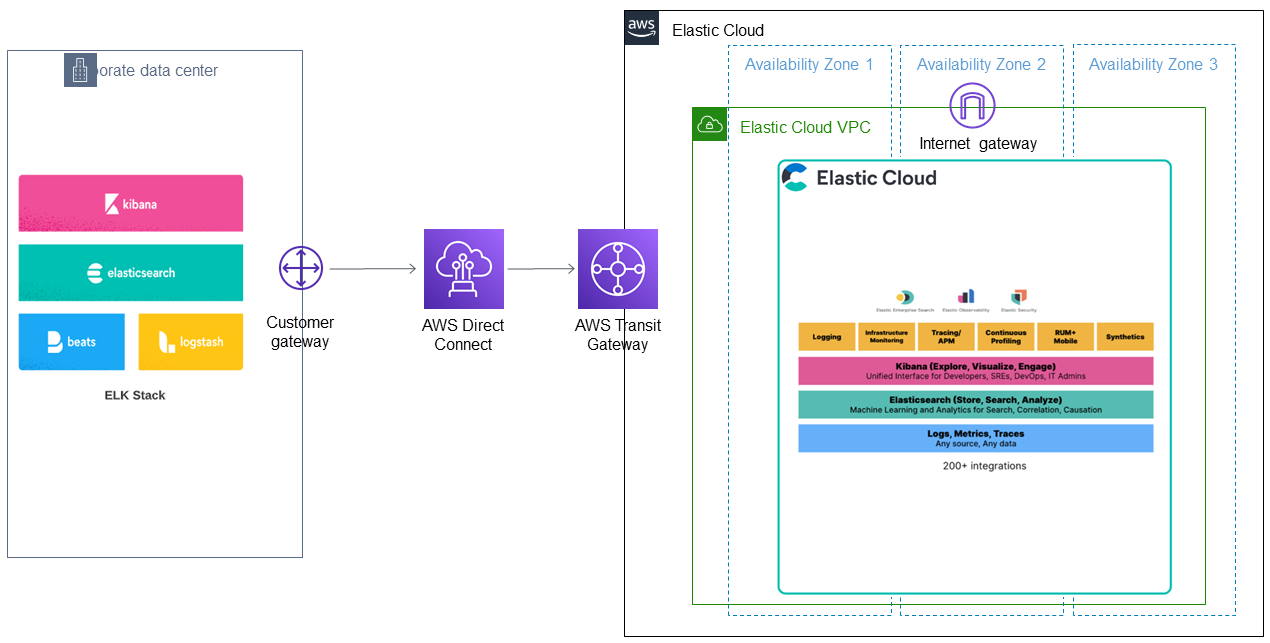 aws
Elastic Cloud
Availability Zone 1
Availability Zone 2
Availability Zone 3
porate data center
Elastic Cloud VPC
Internet gateway
Elastic Cloud
kibana
elasticsearch
beats
logstash
ELK Stack
Customer
gateway
AWS Direct
Connect
AWS Transit
Gateway
Elastic Enterprise Search
Elastic Observability
Elastic Security
Logging
Infrastructure
Monitoring
Tracing/
APM
Continuous
Profiling
RUM+
Mobile
Synthetics
Kibana (Explore, Visualize, Engage)
Unified Interface for Developers, SREs, DevOps, IT Admins
Elasticsearch (Store, Search, Analyze)
Machine Learning and Analytics for Search, Correlation, Causation
Logs, Metrics, Traces
Any source, Any data
200+ integrations